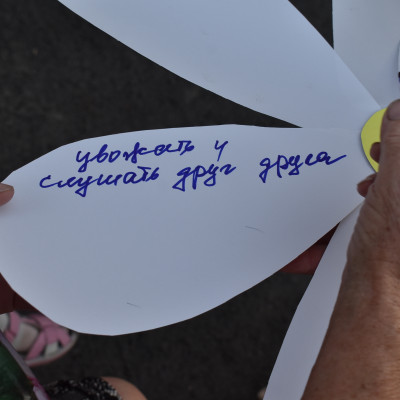 уважать и
слушать друг друга